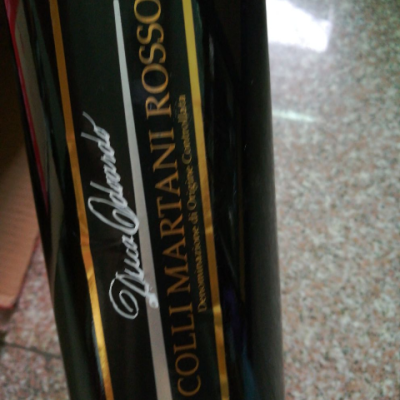 Duca Odoardo
COLLI MARTANI ROSSO
Denominazione di Origine Controllata